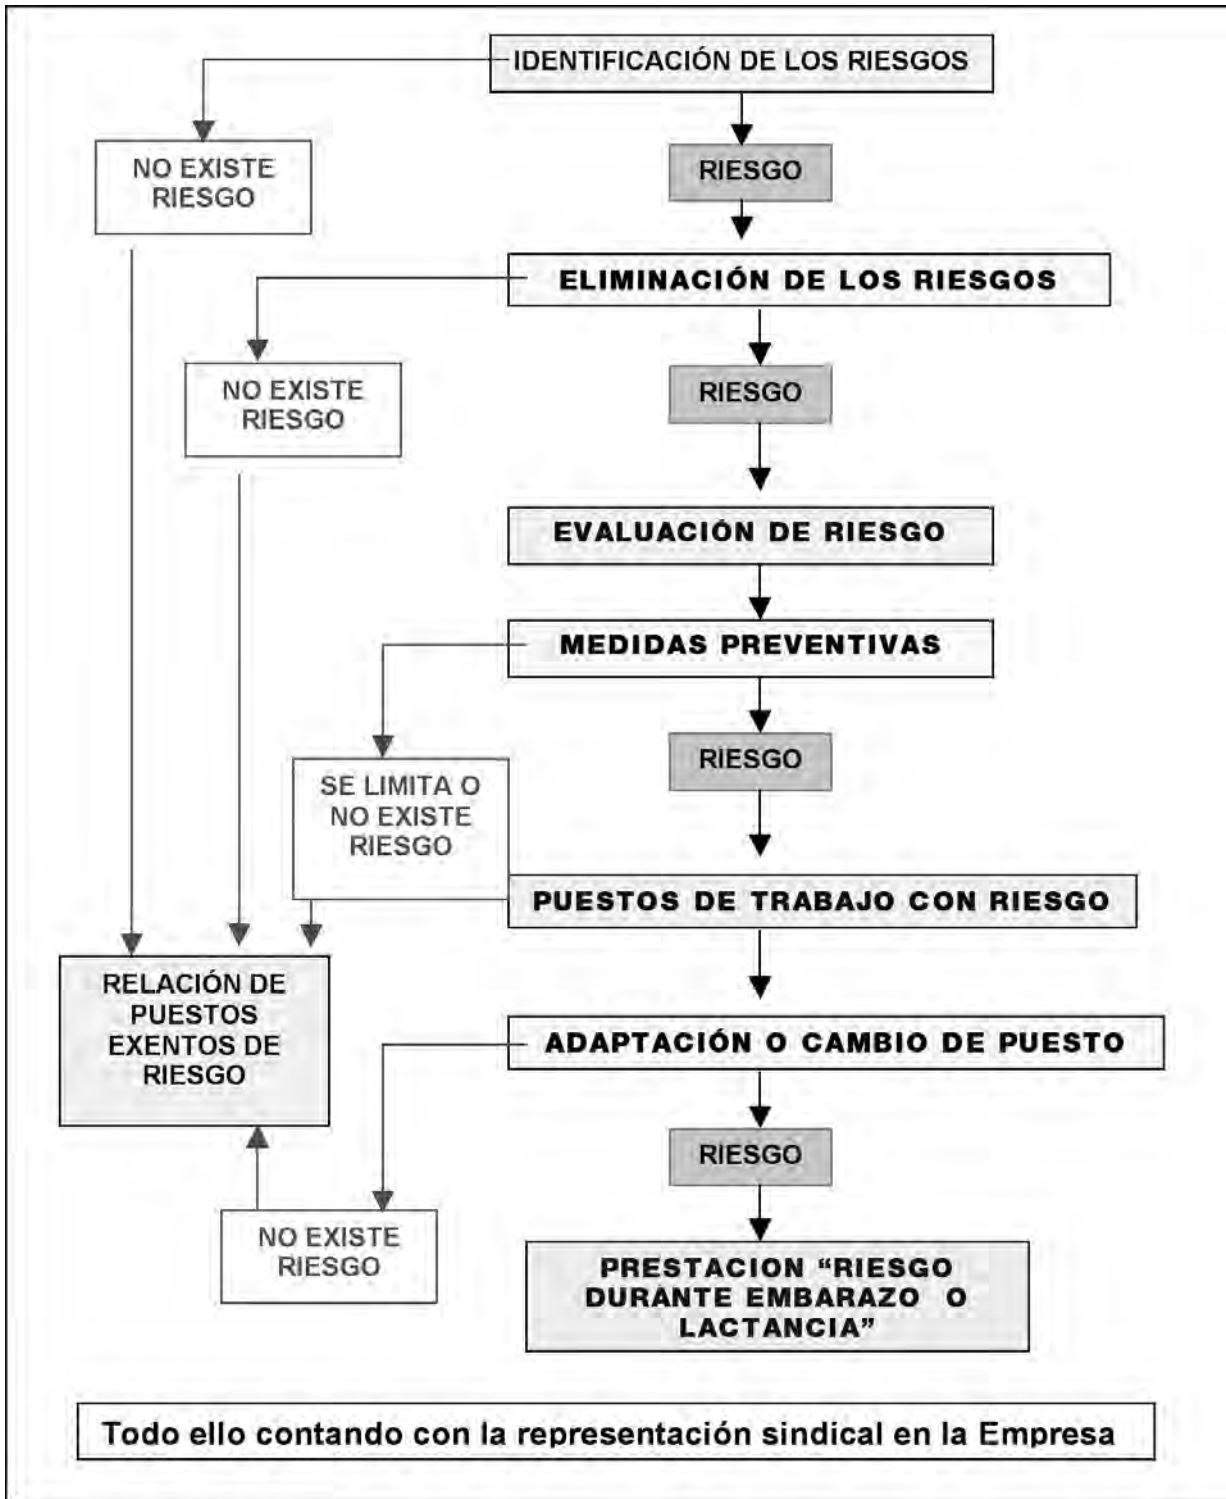 IDENTIFICACIÓN DE LOS RIESGOS
NO EXISTE
RIESGO
RIESGO
ELIMINACIÓN DE LOS RIESGOS
NO EXISTE
RIESGO
RIESGO
EVALUACIÓN DE RIESGO
MEDIDAS PREVENTIVAS
RIESGO
SE LIMITA O
NO EXISTE
RIESGO
PUESTOS DE TRABAJO CON RIESGO
RELACIÓN DE
PUESTOS
EXENTOS DE
RIESGO
ADAPTACIÓN O CAMBIO DE PUESTO
RIESGO
NO EXISTE
RIESGO
PRESTACION “RIESGO
DURANTE EMBARAZO O
LACTANCIA”
Todo ello contando con la representación sindical en la Empresa